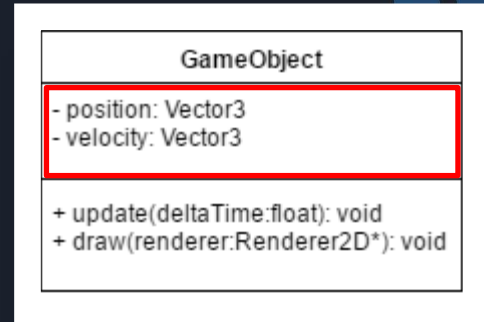 GameObject
- position: Vector3
- velocity: Vector3
+ update(deltaTime:float): void
+ draw(renderer:Renderer2D*): void